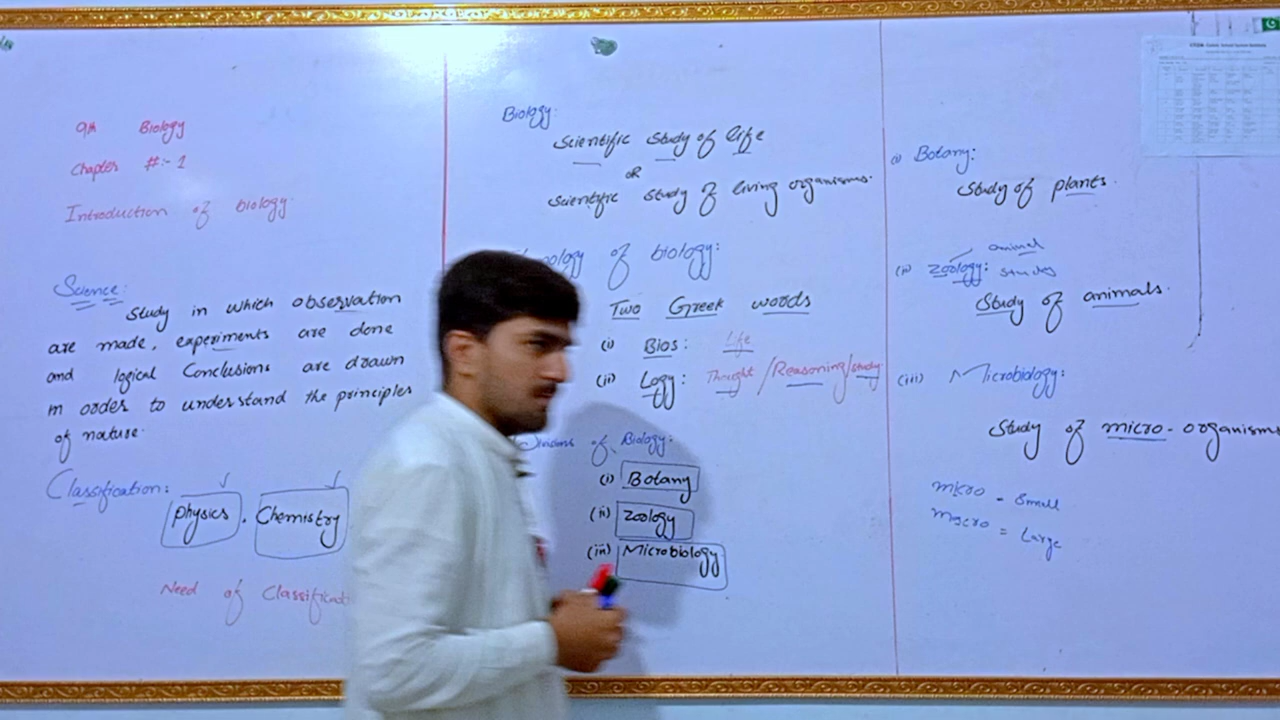 9th Biology
Chapter #:- 1
Introduction of biology
Science:
Study in which observation
are made, experiments are done
and logical Conclusions are drawn
in order to understand the principles
of nature.
Classification:
Physics, Chemistry
Need of
Biology:
Scientific Study of life
OR
Scientific Study of living organisms.
of biology:
Two Greek words
(i) Bios: Life
(ii) Logy: Thought / Reasoning / study
of Biology:
(i) Botany
(ii) Zoology
(iii) Microbiology
(i) Botany:
Study of plants.
animal
(ii) Zoology:
Study of animals.
(iii) Microbiology:
Study of micro-organisms
micro = Small
macro = Large